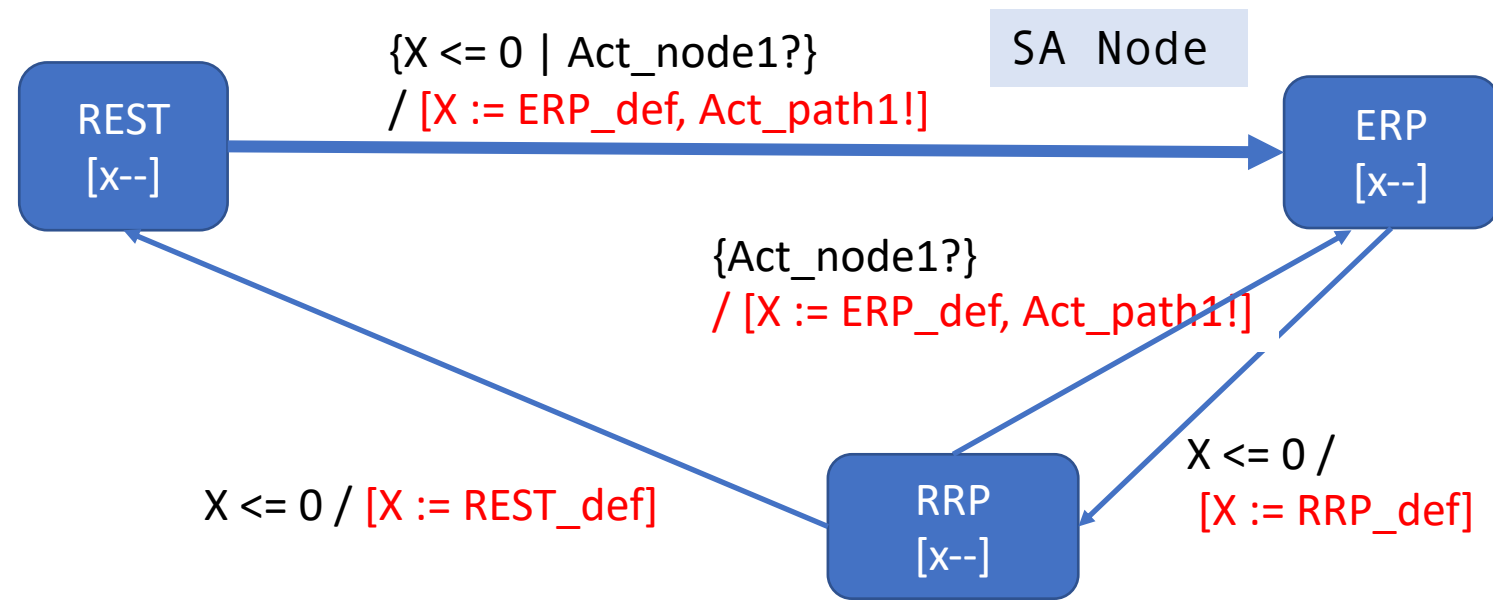 {X <= 0 | Act_node1?}
/ [X := ERP_def, Act_path1!]
SA Node
REST
[x--]
ERP
[x--]
{Act_node1?}
/ [X := ERP_def, Act_path1!]
X <= 0 /
[X := RRP_def]
X <= 0 / [X := REST_def]
RRP
[x--]